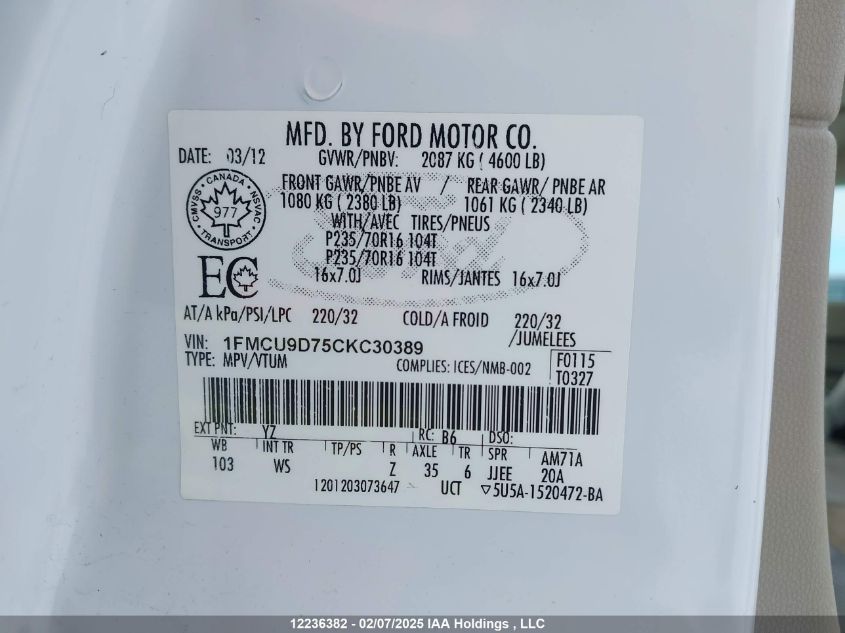 MFD. BY FORD MOTOR CO.
DATE: 03/12 GVWR/PNBV: 2087 KG ( 4600 LB)
FRONT GAWR/PNBE AV / REAR GAWR/ PNBE AR
1080 KG ( 2380 LB) 1061 KG ( 2340 LB)
WITH/AVEC TIRES/PNEUS
P235/70R16 104T
P235/70R16 104T
16x7.0J RIMS/JANTES 16x7.0J
CMVSS · CANADA · NSVAC
977
TRANSPORT
EC
AT/A kPa/PSI/LPC 220/32 COLD/A FROID 220/32
/JUMELEES
VIN: 1FMCU9D75CKC30389
TYPE: MPV/VTUM COMPLIES: ICES/NMB-002 F0115
T0327
EXT PNT: YZ RC: B6 DSO:
WB INT TR TP/PS R AXLE TR SPR AM71A
103 WS Z 35 6 JJEE 20A
1201203073647 UCT ▽5U5A-1520472-BA
12236382 - 02/07/2025 IAA Holdings , LLC